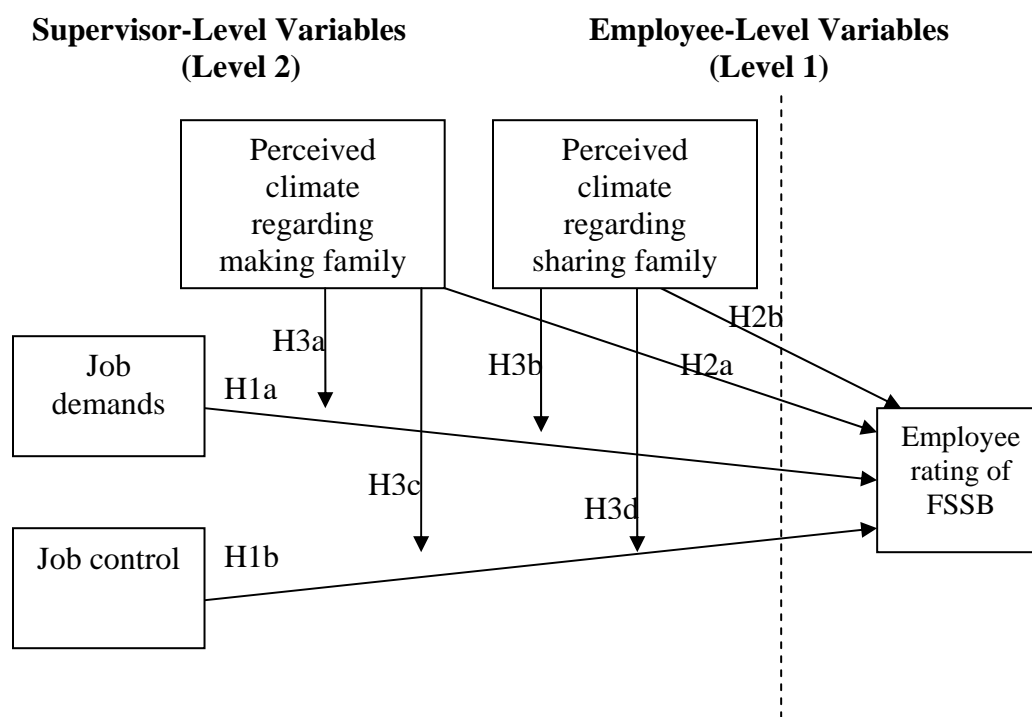 Supervisor-Level Variables
(Level 2)
Employee-Level Variables
(Level 1)
Perceived
climate
regarding
making family
Perceived
climate
regarding
sharing family
H2b
H3a
H3b
H2a
Job
demands
H1a
Employee
rating of
FSSB
H3c
H3d
Job control
H1b